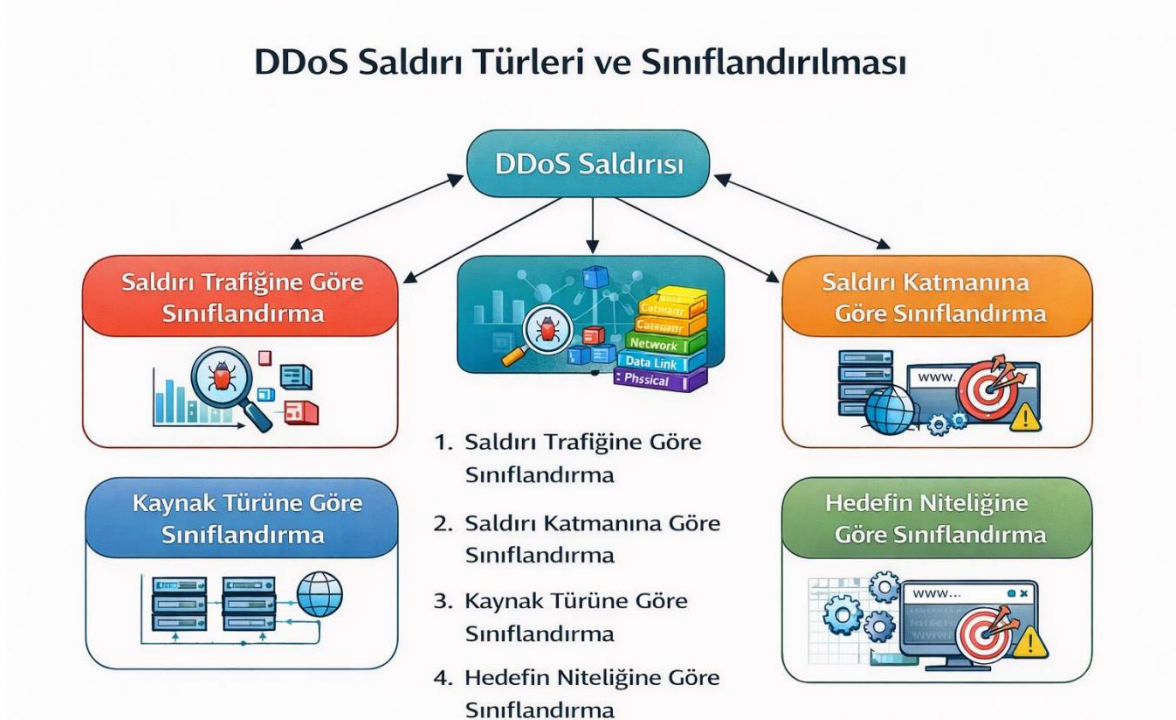 DDoS Saldırı Türleri ve Sınıflandırılması
DDoS Saldırısı
Saldırı Trafiğine Göre
Sınıflandırma
Network
Data Link
Phssical
Saldırı Katmanına
Göre Sınıflandırma
www.
1. Saldırı Trafiğine Göre
Sınıflandırma
2. Saldırı Katmanına Göre
Sınıflandırma
3. Kaynak Türüne Göre
Sınıflandırma
4. Hedefin Niteliğine Göre
Sınıflandırma
Kaynak Türüne Göre
Sınıflandırma
Hedefin Niteliğine
Göre Sınıflandırma
www...